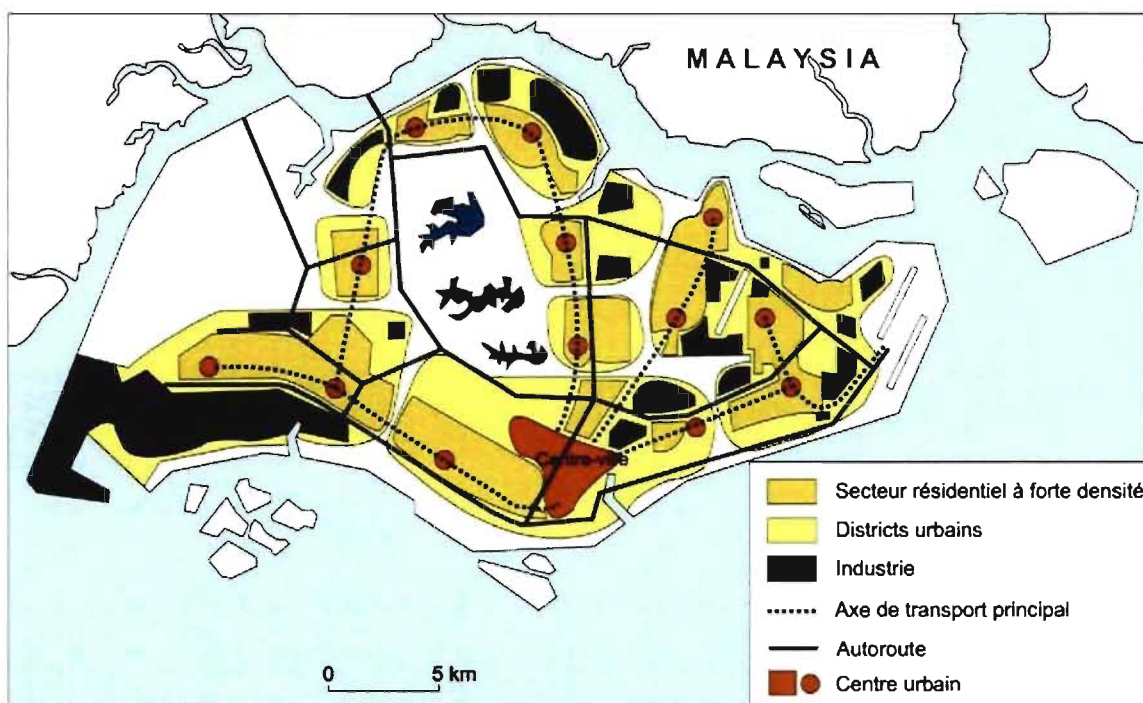 MALAYSIA
Centre-ville
Secteur résidentiel à forte densité
Districts urbains
Industrie
Axe de transport principal
Autoroute
Centre urbain
0 5 km